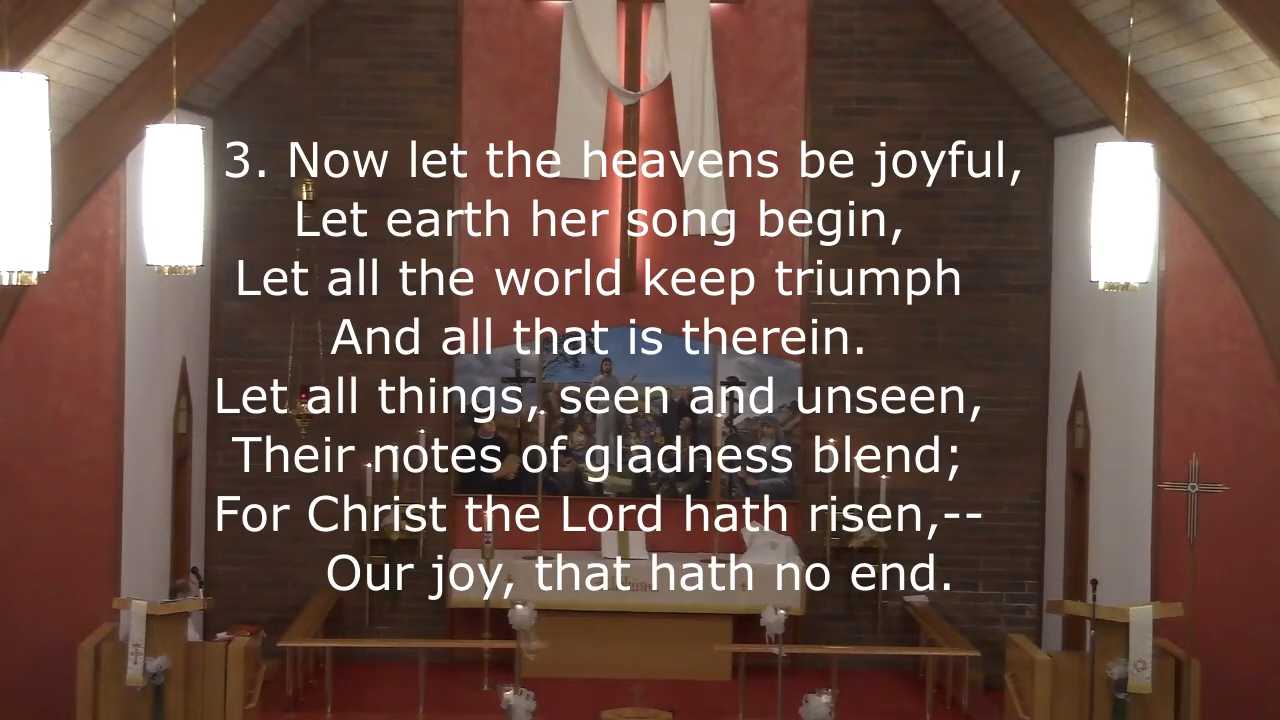 3. Now let the heavens be joyful,
Let earth her song begin,
Let all the world keep triumph
And all that is therein.
Let all things, seen and unseen,
Their notes of gladness blend;
For Christ the Lord hath risen,--
Our joy, that hath no end.